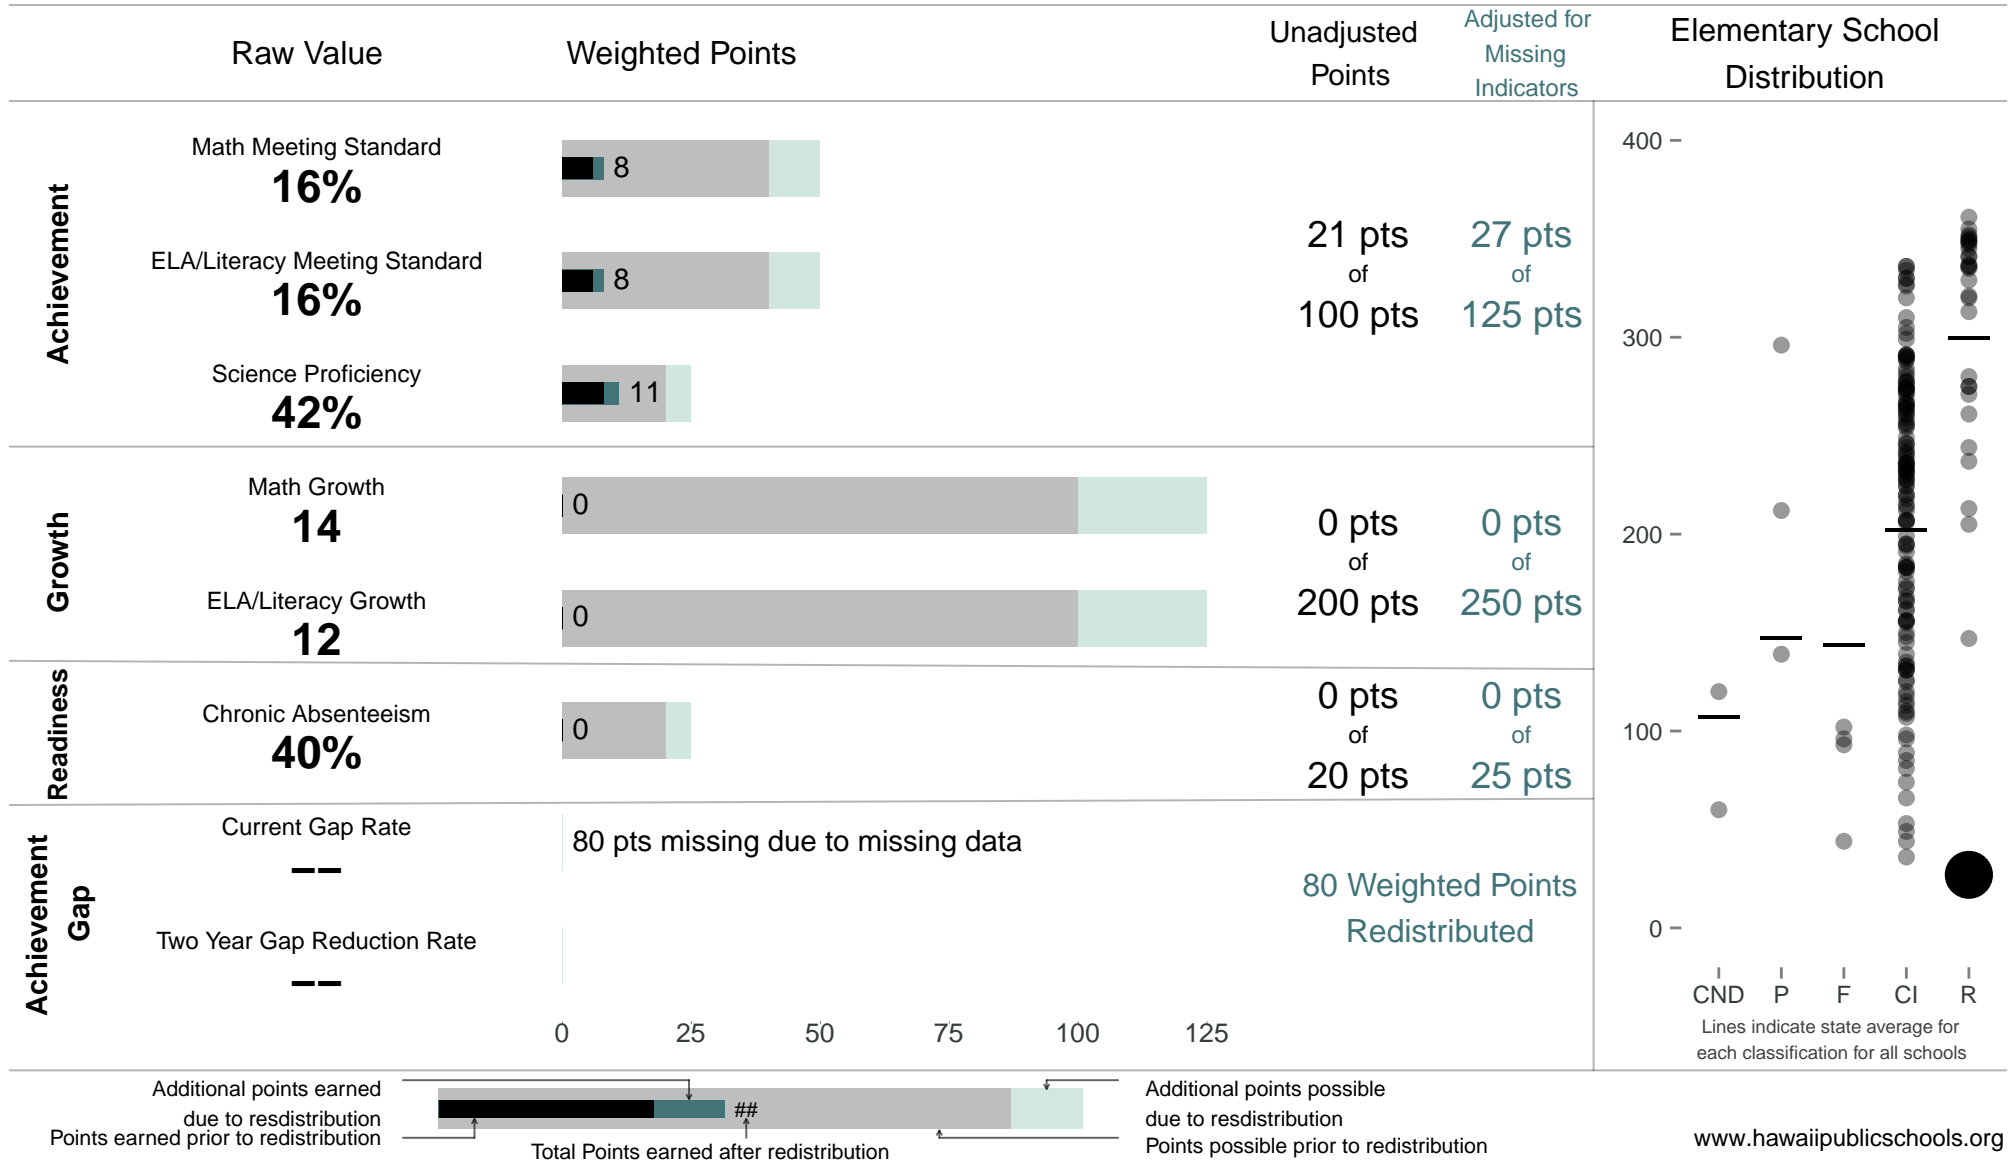 Raw Value
Weighted Points
Unadjusted
Points
Adjusted for
Missing
Indicators
Elementary School
Distribution
Achievement
Math Meeting Standard
16%
8
ELA/Literacy Meeting Standard
16%
8
Science Proficiency
42%
11
21 pts
of
100 pts
27 pts
of
125 pts
Growth
Math Growth
14
0
ELA/Literacy Growth
12
0
0 pts
of
200 pts
0 pts
of
250 pts
Readiness
Chronic Absenteeism
40%
0
0 pts
of
20 pts
0 pts
of
25 pts
Achievement
Gap
Current Gap Rate
--
80 pts missing due to missing data
Two Year Gap Reduction Rate
--
80 Weighted Points
Redistributed
0 25 50 75 100 125
400
300
200
100
0
CND P F CI R
Lines indicate state average for
each classification for all schools
Additional points earned
due to resdistribution
Points earned prior to redistribution
##
Total Points earned after redistribution
Additional points possible
due to resdistribution
Points possible prior to redistribution
www.hawaiipublicschools.org